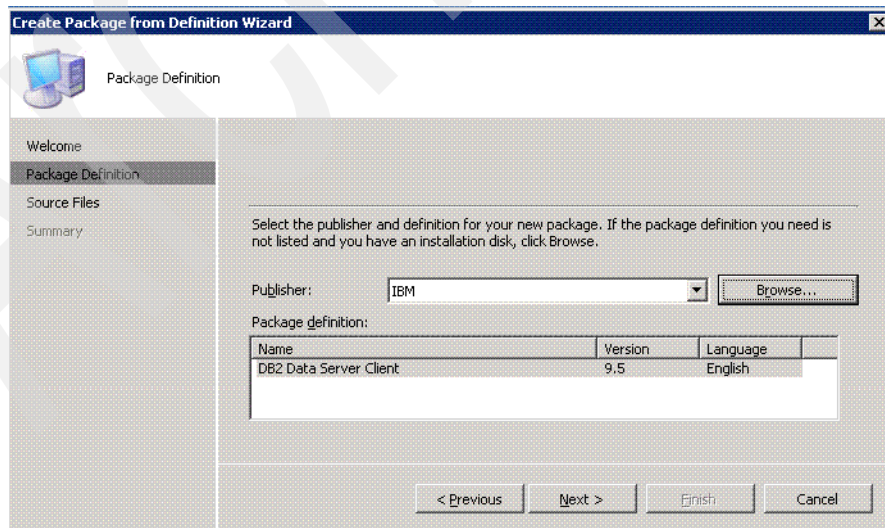 Create Package from Definition Wizard
Package Definition
Welcome
Package Definition
Source Files
Summary
Select the publisher and definition for your new package. If the package definition you need is
not listed and you have an installation disk, click Browse.
Publisher: IBM Browse...
Package definition:
Name Version Language
DB2 Data Server Client 9.5 English
< Previous Next > Finish Cancel